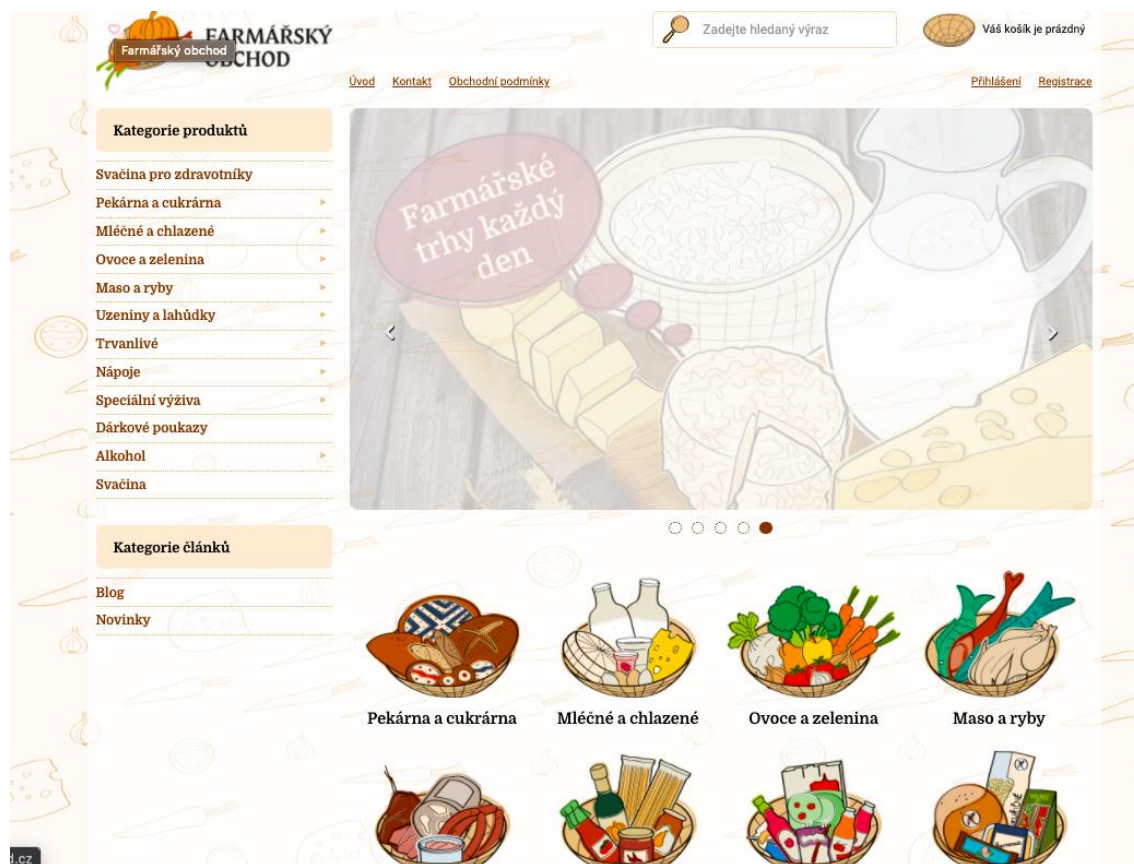 FARMÁŘSKÝ
OBCHOD
Farmářský obchod
Zadejte hledaný výraz
Váš košík je prázdný
Úvod Kontakt Obchodní podmínky
Přihlášení Registrace
Kategorie produktů
Svačina pro zdravotníky
Pekárna a cukrárna
Mléčné a chlazené
Ovoce a zelenina
Maso a ryby
Uzeniny a lahůdky
Trvanlivé
Nápoje
Speciální výživa
Dárkové poukazy
Alkohol
Svačina
Kategorie článků
Blog
Novinky
Farmářské
trhy každý
den
Pekárna a cukrárna
Mléčné a chlazené
Ovoce a zelenina
Maso a ryby
d.cz